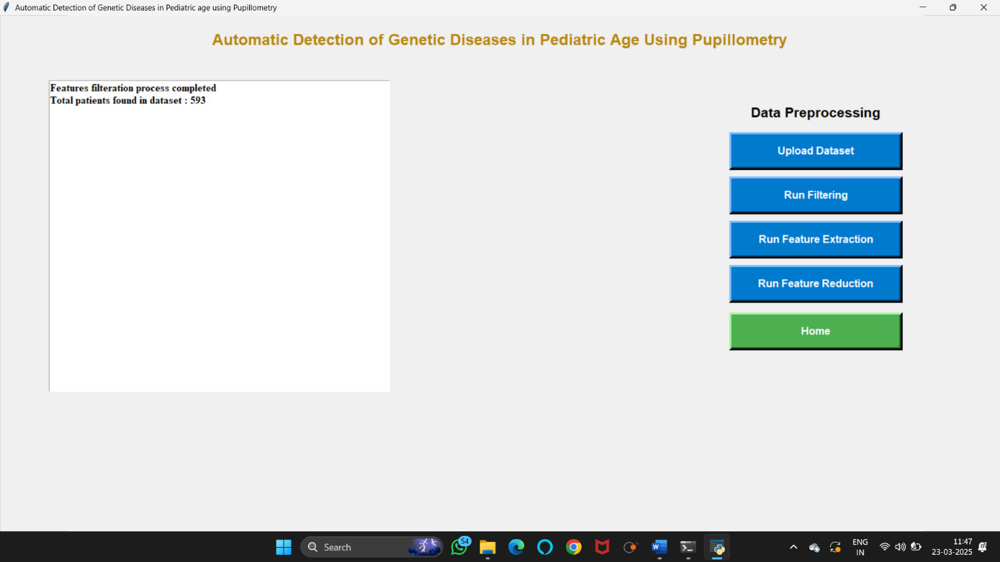 Automatic Detection of Genetic Diseases in Pediatric age using Pupillometry
Automatic Detection of Genetic Diseases in Pediatric Age Using Pupillometry
Features filteration process completed
Total patients found in dataset : 593
Data Preprocessing
Upload Dataset
Run Filtering
Run Feature Extraction
Run Feature Reduction
Home
Search
54
W
ENG
IN
11:47
23-03-2025